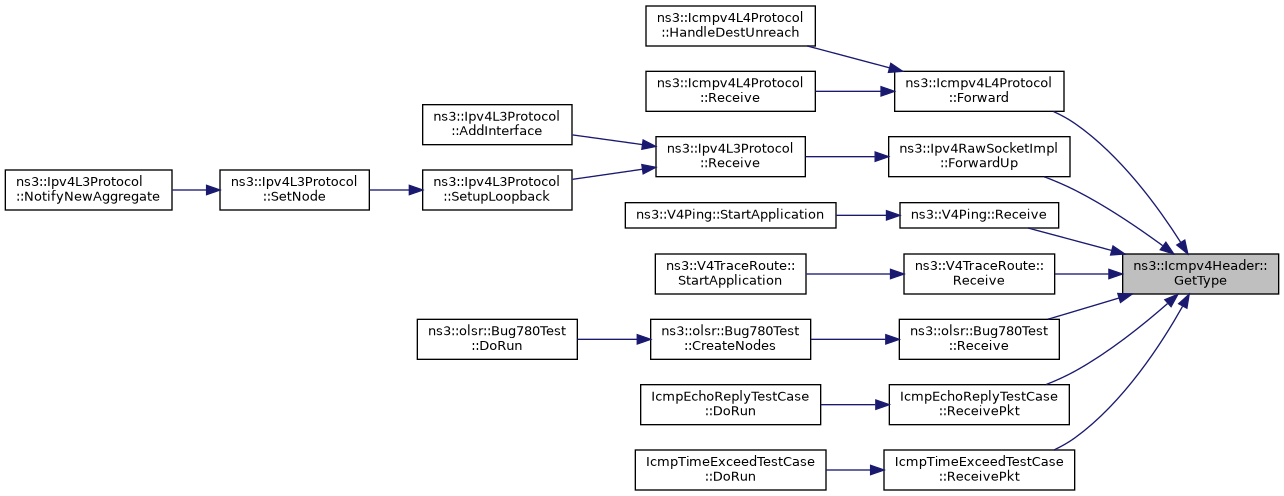 ns3::Icmpv4L4Protocol
::HandleDestUnreach
ns3::Icmpv4L4Protocol
::Receive
ns3::Icmpv4L4Protocol
::Forward
ns3::Ipv4L3Protocol
::AddInterface
ns3::Ipv4L3Protocol
::Receive
ns3::Ipv4RawSocketImpl
::ForwardUp
ns3::Ipv4L3Protocol
::NotifyNewAggregate
ns3::Ipv4L3Protocol
::SetNode
ns3::Ipv4L3Protocol
::SetupLoopback
ns3::V4Ping::StartApplication
ns3::V4Ping::Receive
ns3::V4TraceRoute::
StartApplication
ns3::V4TraceRoute::
Receive
ns3::Icmpv4Header::
GetType
ns3::olsr::Bug780Test
::DoRun
ns3::olsr::Bug780Test
::CreateNodes
ns3::olsr::Bug780Test
::Receive
IcmpEchoReplyTestCase
::DoRun
IcmpEchoReplyTestCase
::ReceivePkt
IcmpTimeExceedTestCase
::DoRun
IcmpTimeExceedTestCase
::ReceivePkt